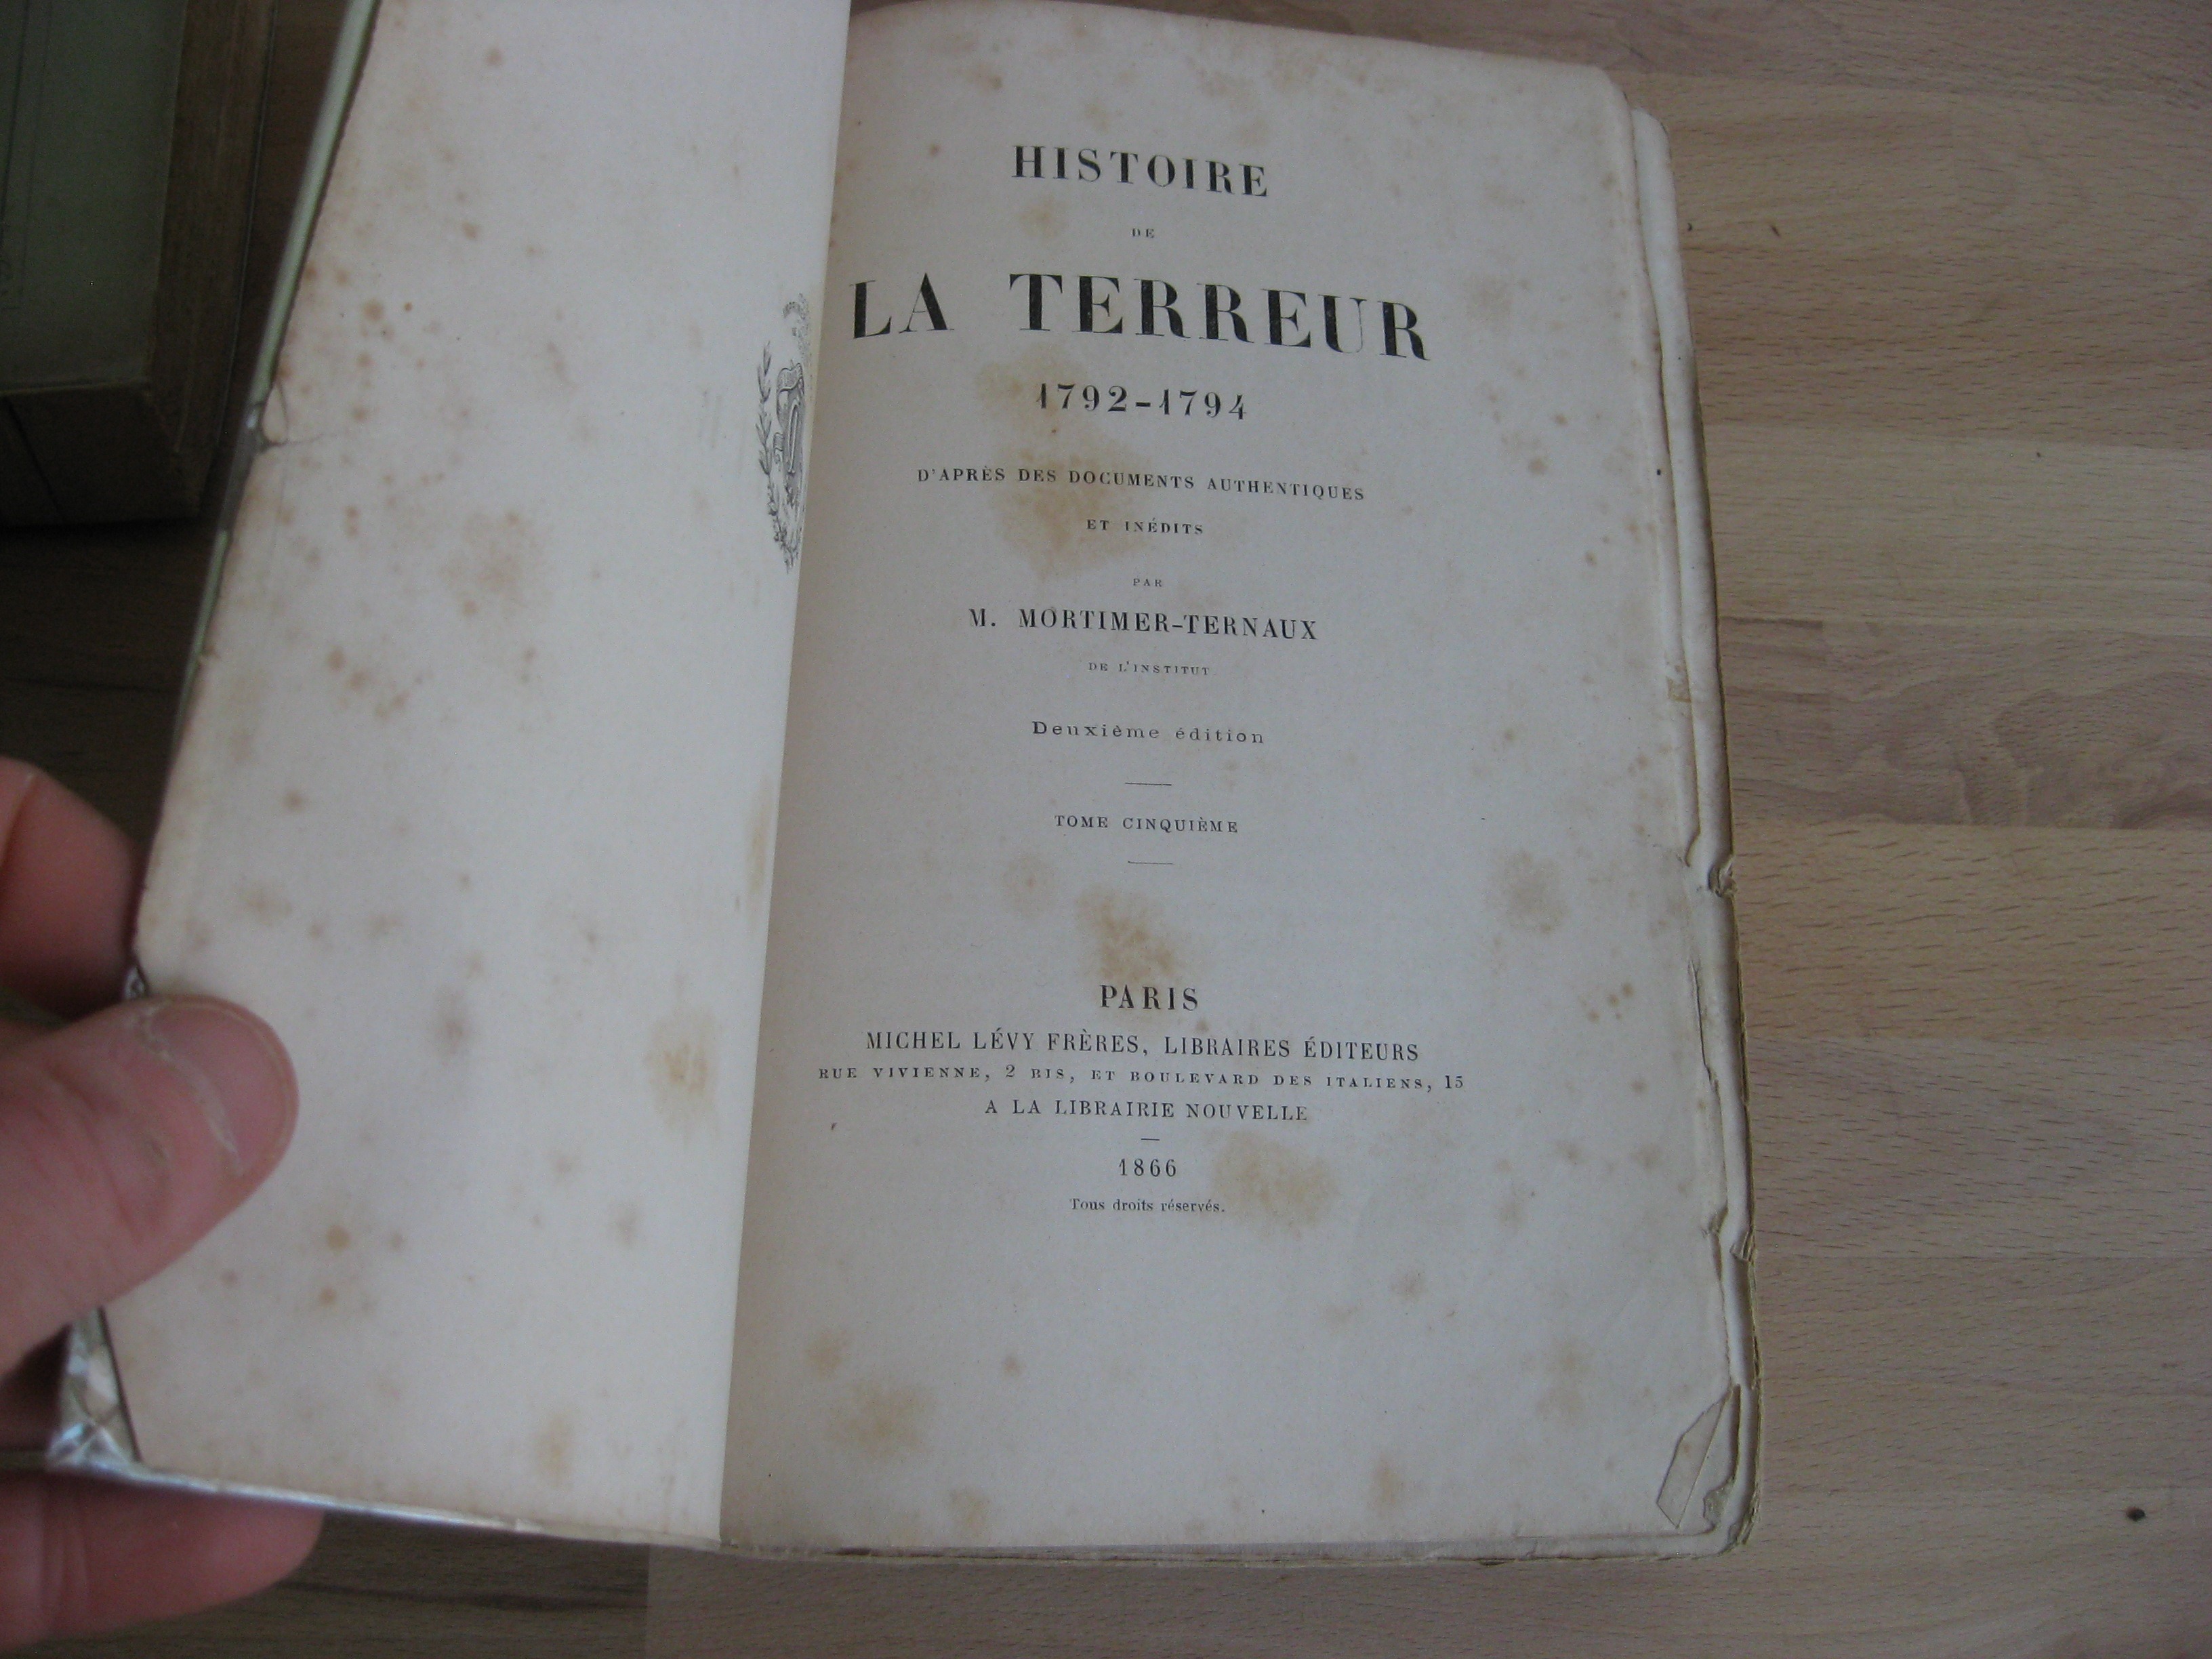 HISTOIRE
DE
LA TERREUR
1792-1794
D'APRÈS DES DOCUMENTS AUTHENTIQUES
ET INÉDITS
PAR
M. MORTIMER-TERNAUX
DE L'INSTITUT
Deuxième édition
TOME CINQUIÈME
PARIS
MICHEL LÉVY FRÈRES, LIBRAIRES ÉDITEURS
RUE VIVIENNE, 2 BIS, ET BOULEVARD DES ITALIENS, 15
A LA LIBRAIRIE NOUVELLE
1866
Tous droits réservés.